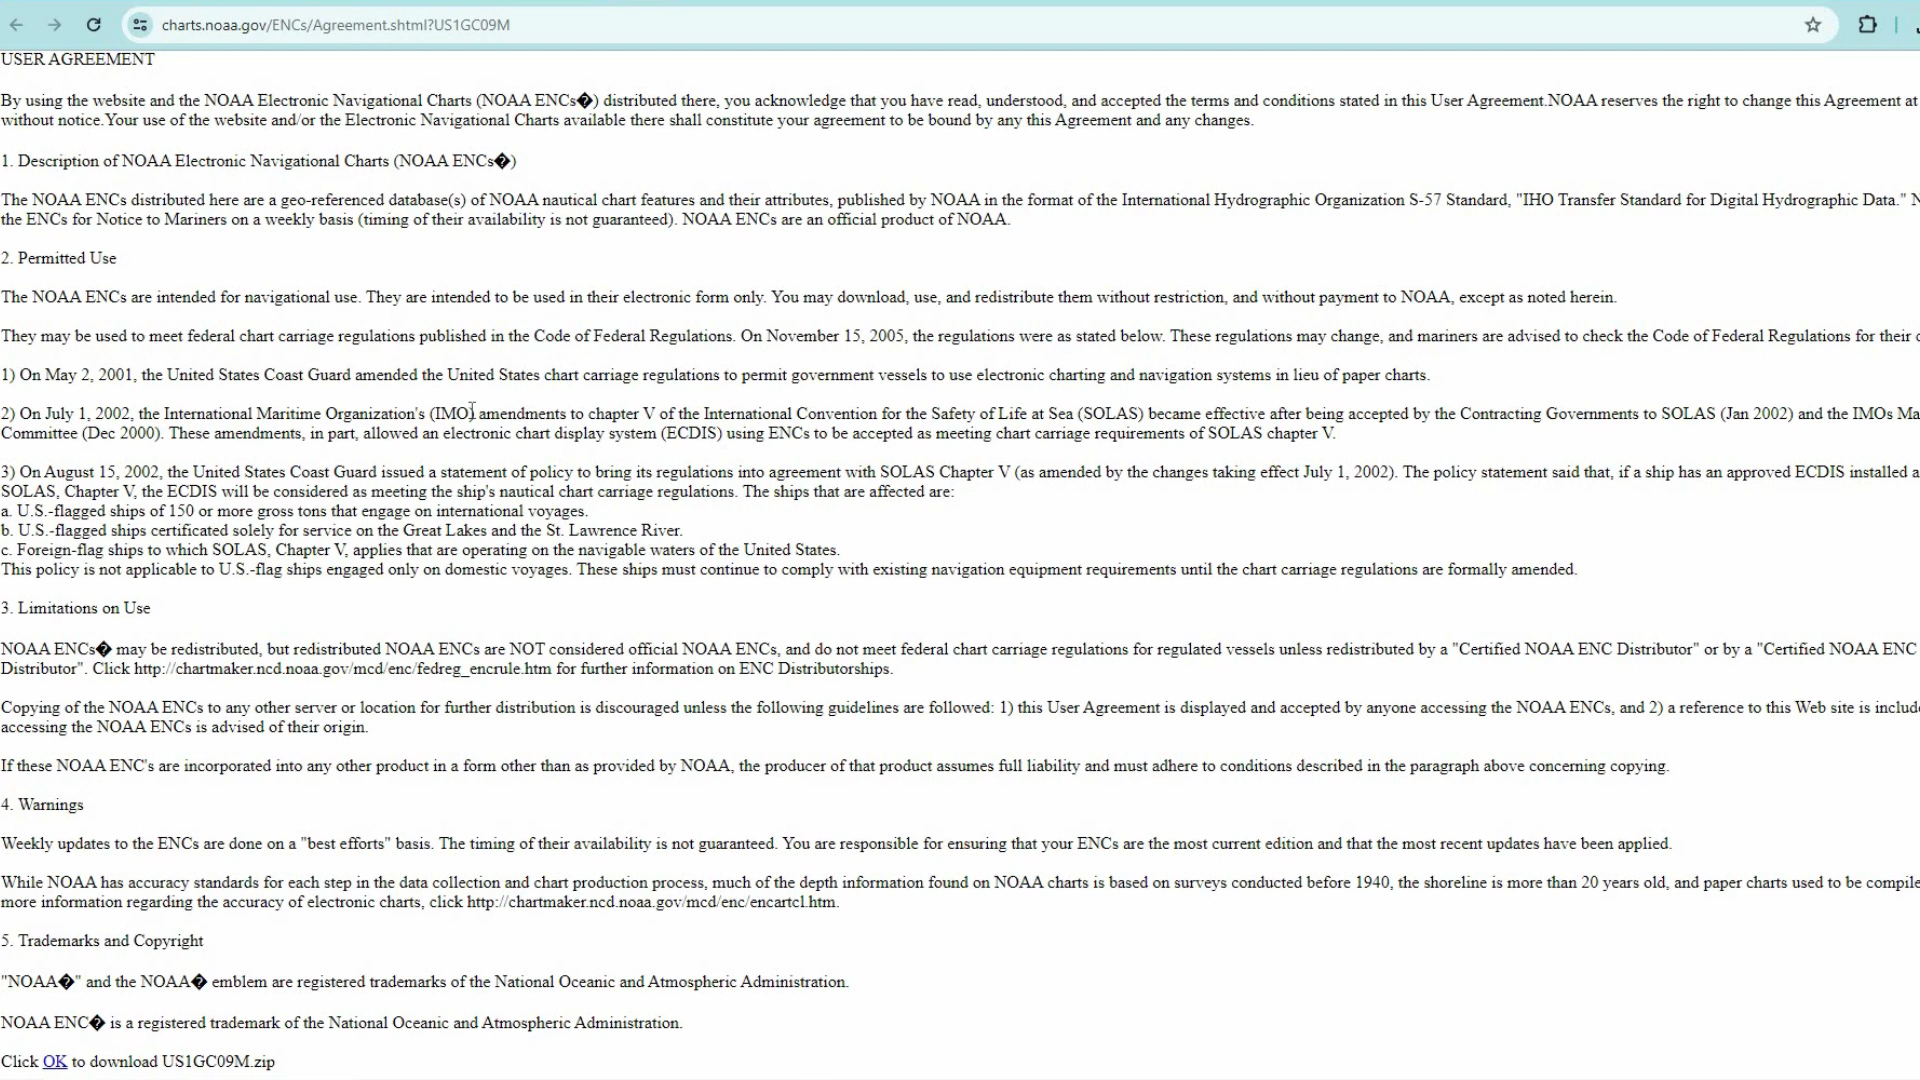 charts.noaa.gov/ENCs/Agreement.shtml?US1GC09M
USER AGREEMENT
By using the website and the NOAA Electronic Navigational Charts (NOAA ENCs�) distributed there, you acknowledge that you have read, understood, and accepted the terms and conditions stated in this User Agreement.NOAA reserves the right to change this Agreement at
without notice.Your use of the website and/or the Electronic Navigational Charts available there shall constitute your agreement to be bound by any this Agreement and any changes.
1. Description of NOAA Electronic Navigational Charts (NOAA ENCs�)
The NOAA ENCs distributed here are a geo-referenced database(s) of NOAA nautical chart features and their attributes, published by NOAA in the format of the International Hydrographic Organization S-57 Standard, "IHO Transfer Standard for Digital Hydrographic Data."
the ENCs for Notice to Mariners on a weekly basis (timing of their availability is not guaranteed). NOAA ENCs are an official product of NOAA.
2. Permitted Use
The NOAA ENCs are intended for navigational use. They are intended to be used in their electronic form only. You may download, use, and redistribute them without restriction, and without payment to NOAA, except as noted herein.
They may be used to meet federal chart carriage regulations published in the Code of Federal Regulations. On November 15, 2005, the regulations were as stated below. These regulations may change, and mariners are advised to check the Code of Federal Regulations for their
1) On May 2, 2001, the United States Coast Guard amended the United States chart carriage regulations to permit government vessels to use electronic charting and navigation systems in lieu of paper charts.
2) On July 1, 2002, the International Maritime Organization's (IMO) amendments to chapter V of the International Convention for the Safety of Life at Sea (SOLAS) became effective after being accepted by the Contracting Governments to SOLAS (Jan 2002) and the IMOs Ma
Committee (Dec 2000). These amendments, in part, allowed an electronic chart display system (ECDIS) using ENCs to be accepted as meeting chart carriage requirements of SOLAS chapter V.
3) On August 15, 2002, the United States Coast Guard issued a statement of policy to bring its regulations into agreement with SOLAS Chapter V (as amended by the changes taking effect July 1, 2002). The policy statement said that, if a ship has an approved ECDIS installed a
SOLAS, Chapter V, the ECDIS will be considered as meeting the ship's nautical chart carriage regulations. The ships that are affected are:
a. U.S.-flagged ships of 150 or more gross tons that engage on international voyages.
b. U.S.-flagged ships certificated solely for service on the Great Lakes and the St. Lawrence River.
c. Foreign-flag ships to which SOLAS, Chapter V, applies that are operating on the navigable waters of the United States.
This policy is not applicable to U.S.-flag ships engaged only on domestic voyages. These ships must continue to comply with existing navigation equipment requirements until the chart carriage regulations are formally amended.
3. Limitations on Use
NOAA ENCs� may be redistributed, but redistributed NOAA ENCs are NOT considered official NOAA ENCs, and do not meet federal chart carriage regulations for regulated vessels unless redistributed by a "Certified NOAA ENC Distributor" or by a "Certified NOAA ENC
Distributor". Click http://chartmaker.ncd.noaa.gov/mcd/enc/fedreg_encrule.htm for further information on ENC Distributorships.
Copying of the NOAA ENCs to any other server or location for further distribution is discouraged unless the following guidelines are followed: 1) this User Agreement is displayed and accepted by anyone accessing the NOAA ENCs, and 2) a reference to this Web site is include
accessing the NOAA ENCs is advised of their origin.
If these NOAA ENC's are incorporated into any other product in a form other than as provided by NOAA, the producer of that product assumes full liability and must adhere to conditions described in the paragraph above concerning copying.
4. Warnings
Weekly updates to the ENCs are done on a "best efforts" basis. The timing of their availability is not guaranteed. You are responsible for ensuring that your ENCs are the most current edition and that the most recent updates have been applied.
While NOAA has accuracy standards for each step in the data collection and chart production process, much of the depth information found on NOAA charts is based on surveys conducted before 1940, the shoreline is more than 20 years old, and paper charts used to be compile
more information regarding the accuracy of electronic charts, click http://chartmaker.ncd.noaa.gov/mcd/enc/encartcl.htm.
5. Trademarks and Copyright
"NOAA�" and the NOAA� emblem are registered trademarks of the National Oceanic and Atmospheric Administration.
NOAA ENC� is a registered trademark of the National Oceanic and Atmospheric Administration.
Click OK to download US1GC09M.zip